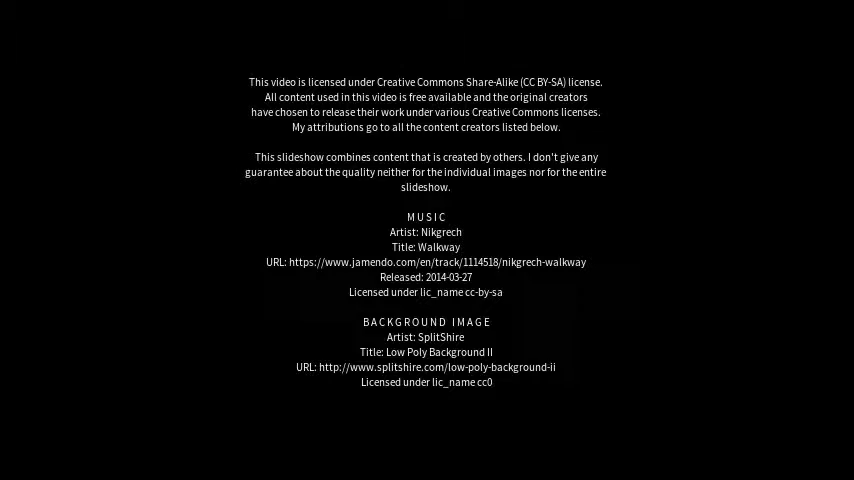 This video is licensed under Creative Commons Share-Alike (CC BY-SA) license.
All content used in this video is free available and the original creators
have chosen to release their work under various Creative Commons licenses.
My attributions go to all the content creators listed below.
This slideshow combines content that is created by others. I don't give any
guarantee about the quality neither for the individual images nor for the entire
slideshow.
MUSIC
Artist: Nikgrech
Title: Walkway
URL: https://www.jamendo.com/en/track/1114518/nikgrech-walkway
Released: 2014-03-27
Licensed under lic_name cc-by-sa
BACKGROUND IMAGE
Artist: SplitShire
Title: Low Poly Background II
URL: http://www.splitshire.com/low-poly-background-ii
Licensed under lic_name cc0